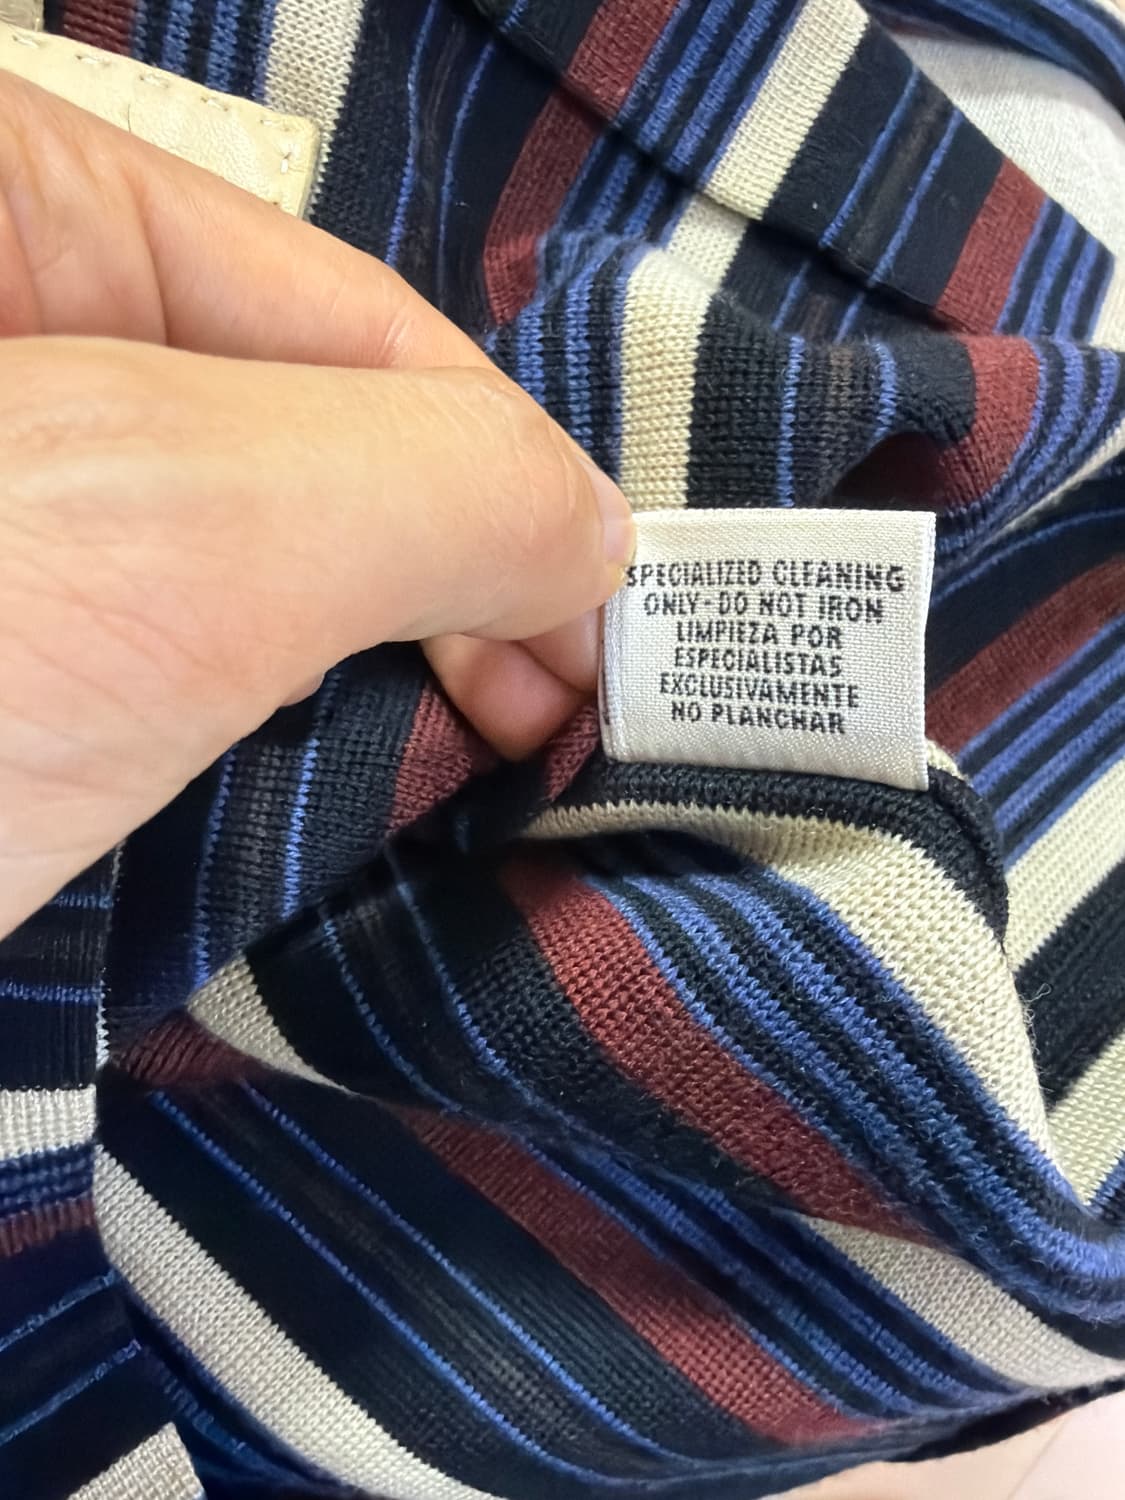 SPECIALIZED CLEANING
ONLY-DO NOT IRON
LIMPIEZA POR
ESPECIALISTAS
EXCLUSIVAMENTE
NO PLANCHAR